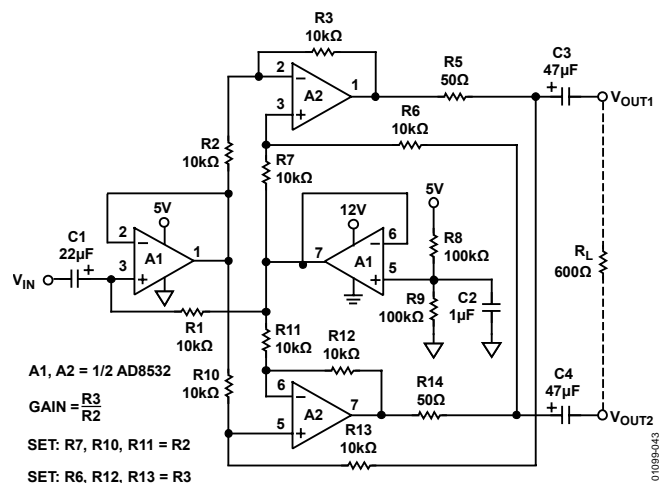 R3
10kΩ
2
A2
1
3
R5
50Ω
C3
47µF
VOUT1
R6
10kΩ
R2
10kΩ
R7
10kΩ
5V
2
A1
1
3
C1
22µF
VIN
12V
7
A1
6
5
5V
R8
100kΩ
R9
100kΩ
C2
1µF
RL
600Ω
R1
10kΩ
R11
10kΩ
R12
10kΩ
R10
10kΩ
6
A2
7
5
R14
50Ω
C4
47µF
VOUT2
R13
10kΩ
A1, A2 = 1/2 AD8532
GAIN = R3
R2
SET: R7, R10, R11 = R2
SET: R6, R12, R13 = R3
01099-043